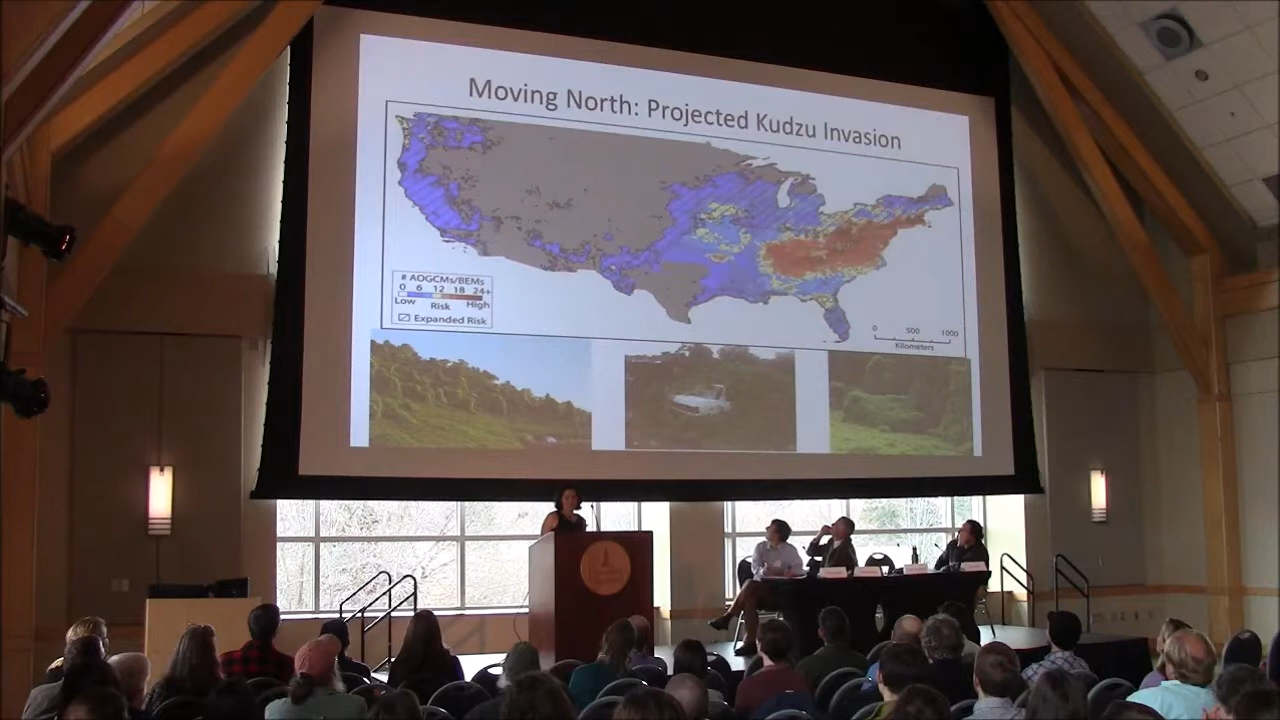 Moving North: Projected Kudzu Invasion
# AOGCMs/BEMs
0 6 12 18 24+
Low Risk High
Expanded Risk
0 500 1000
Kilometers